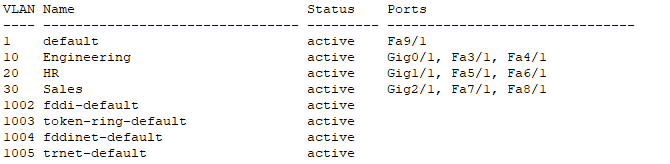 VLAN Name                             Status    Ports
---- -------------------------------- --------- -------------------------------
1    default                          active    Fa9/1
10   Engineering                      active    Gig0/1, Fa3/1, Fa4/1
20   HR                               active    Gig1/1, Fa5/1, Fa6/1
30   Sales                            active    Gig2/1, Fa7/1, Fa8/1
1002 fddi-default                     active
1003 token-ring-default               active
1004 fddinet-default                  active
1005 trnet-default                    active